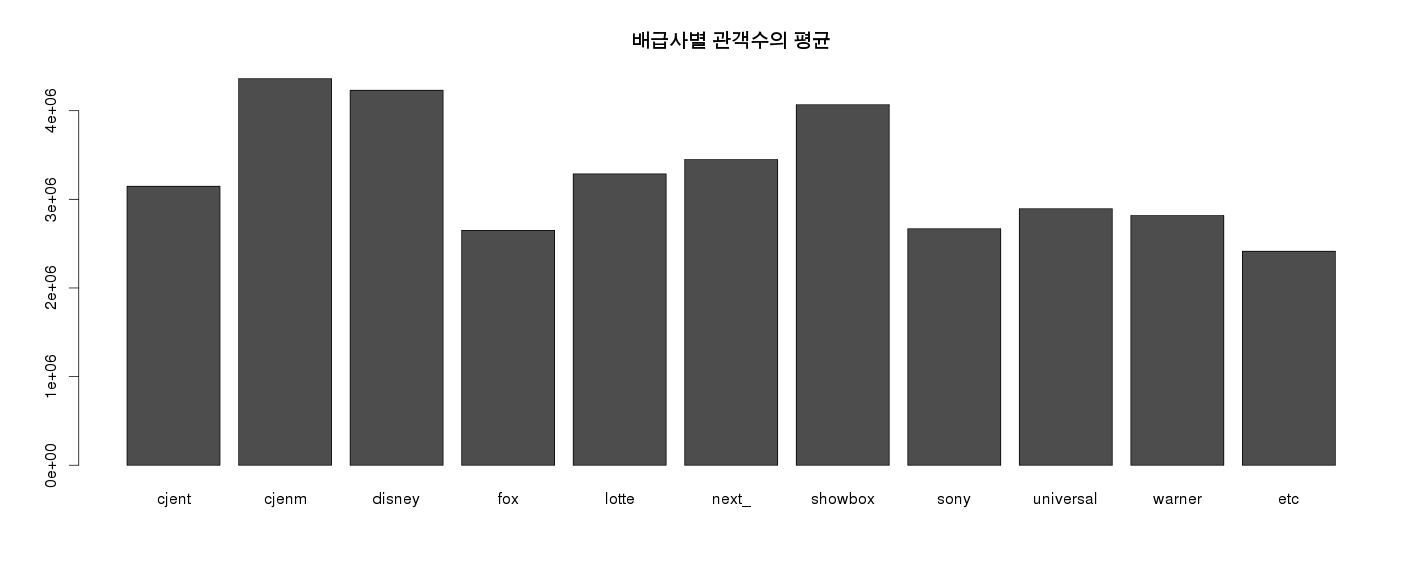 배급사별 관객수의 평균
4e+06
3e+06
2e+06
1e+06
0e+00
cjent cjenm disney fox lotte next_ showbox sony universal warner etc